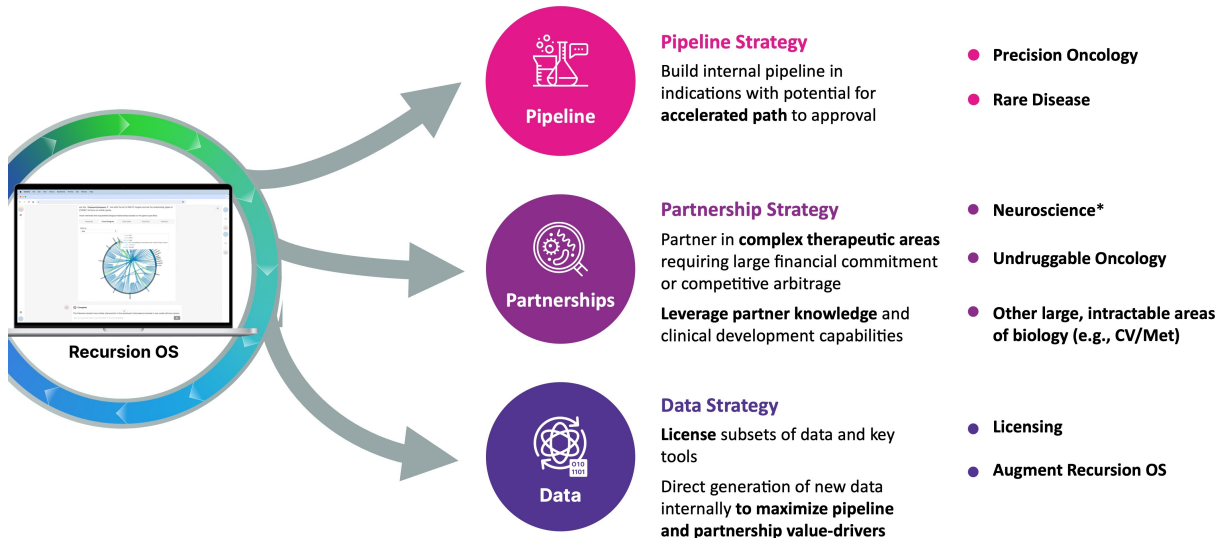 Recursion OS
Pipeline
Pipeline Strategy
Build internal pipeline in
indications with potential for
accelerated path to approval
Precision Oncology
Rare Disease
Partnerships
Partnership Strategy
Partner in complex therapeutic areas
requiring large financial commitment
or competitive arbitrage
Leverage partner knowledge and
clinical development capabilities
Neuroscience*
Undruggable Oncology
Other large, intractable areas
of biology (e.g., CV/Met)
010
1101
Data
Data Strategy
License subsets of data and key
tools
Direct generation of new data
internally to maximize pipeline
and partnership value-drivers
Licensing
Augment Recursion OS